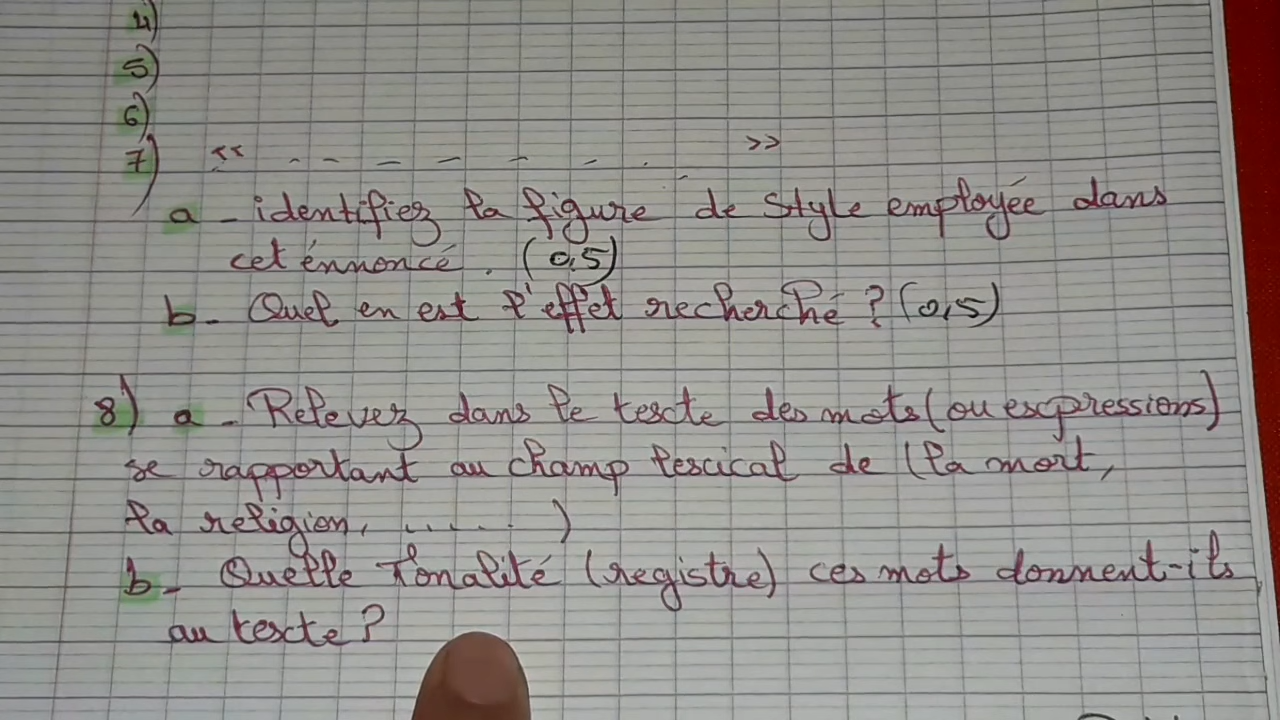 4)
5)
6)
7) << - - - - - - . - >>
a - identifiez la figure de style employée dans
cet énnoncé. (0,5)
b - Quel en est l'effet recherché ? (0,5)
8) a - Relevez dans le texte des mots (ou expressions)
se rapportant au champ lexical de (la mort,
la religion, ......)
b - Quelle tonalité (registre) ces mots donnent-ils
au texte ?